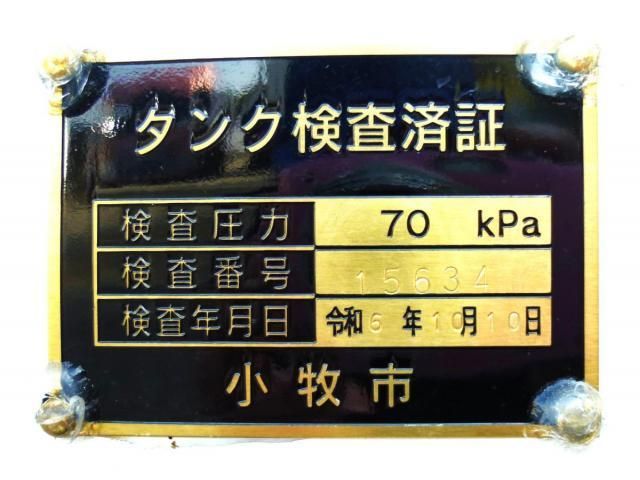 タンク検査済証
検査圧力 70 kPa
検査番号 15634
検査年月日 令和6年10月10日
小牧市